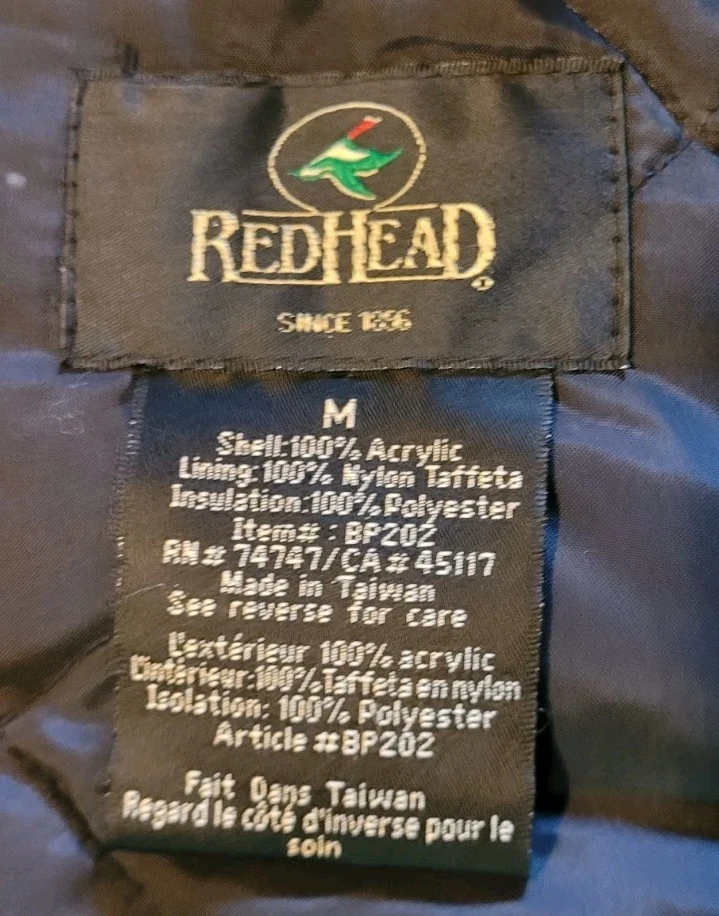 REDHEAD
SINCE 1856
M
Shell:100% Acrylic
Lining:100% Nylon Taffeta
Insulation:100% Polyester
Item# : BP202
RN# 74747/CA # 45117
Made in Taiwan
See reverse for care
L'extérieur 100% acrylic
L'intérieur:100%Taffeta en nylon
Isolation: 100% Polyester
Article #BP202
Fait Dans Taiwan
Regard le côté d'inverse pour le
soin